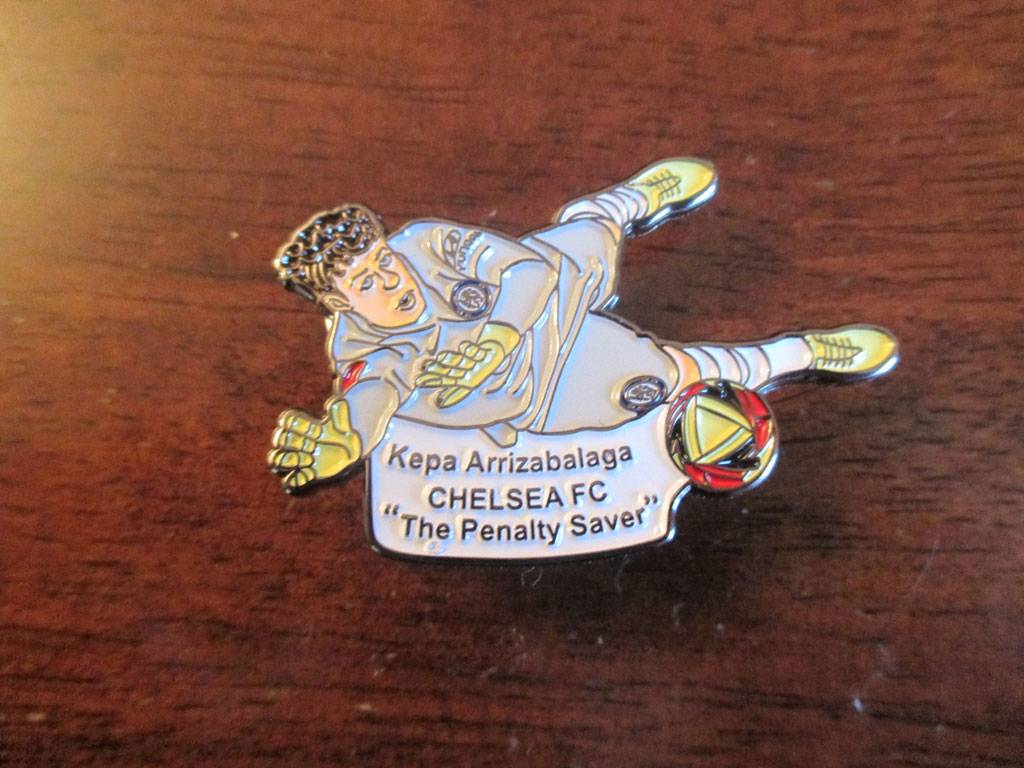 Kepa Arrizabalaga
CHELSEA FC
“The Penalty Saver”